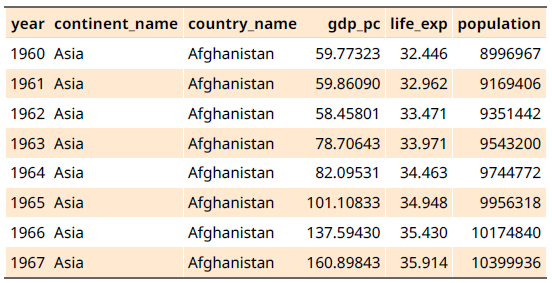 year continent_name country_name gdp_pc life_exp population
1960 Asia Afghanistan 59.77323 32.446 8996967
1961 Asia Afghanistan 59.86090 32.962 9169406
1962 Asia Afghanistan 58.45801 33.471 9351442
1963 Asia Afghanistan 78.70643 33.971 9543200
1964 Asia Afghanistan 82.09531 34.463 9744772
1965 Asia Afghanistan 101.10833 34.948 9956318
1966 Asia Afghanistan 137.59430 35.430 10174840
1967 Asia Afghanistan 160.89843 35.914 10399936